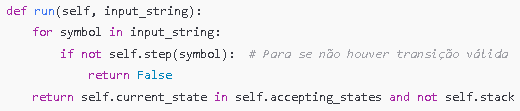 def run(self, input_string):
    for symbol in input_string:
        if not self.step(symbol):  # Para se não houver transição válida
            return False
    return self.current_state in self.accepting_states and not self.stack